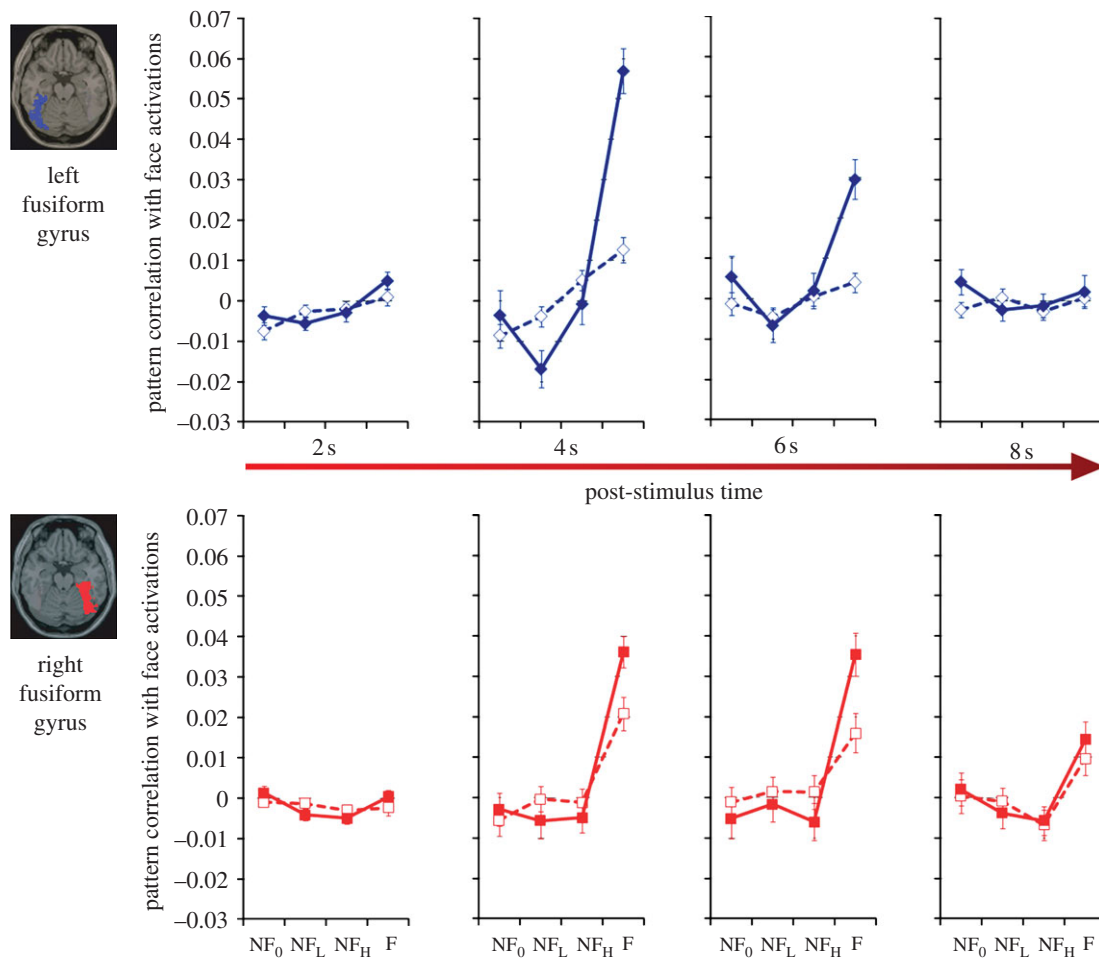 0.07
0.06
0.05
0.04
0.03
0.02
0.01
0
–0.01
–0.02
–0.03
pattern correlation with face activations
left
fusiform
gyrus
2 s 4 s 6 s 8 s
post-stimulus time
0.07
0.06
0.05
0.04
0.03
0.02
0.01
0
–0.01
–0.02
–0.03
pattern correlation with face activations
right
fusiform
gyrus
NF0 NFL NFH F NF0 NFL NFH F NF0 NFL NFH F NF0 NFL NFH F